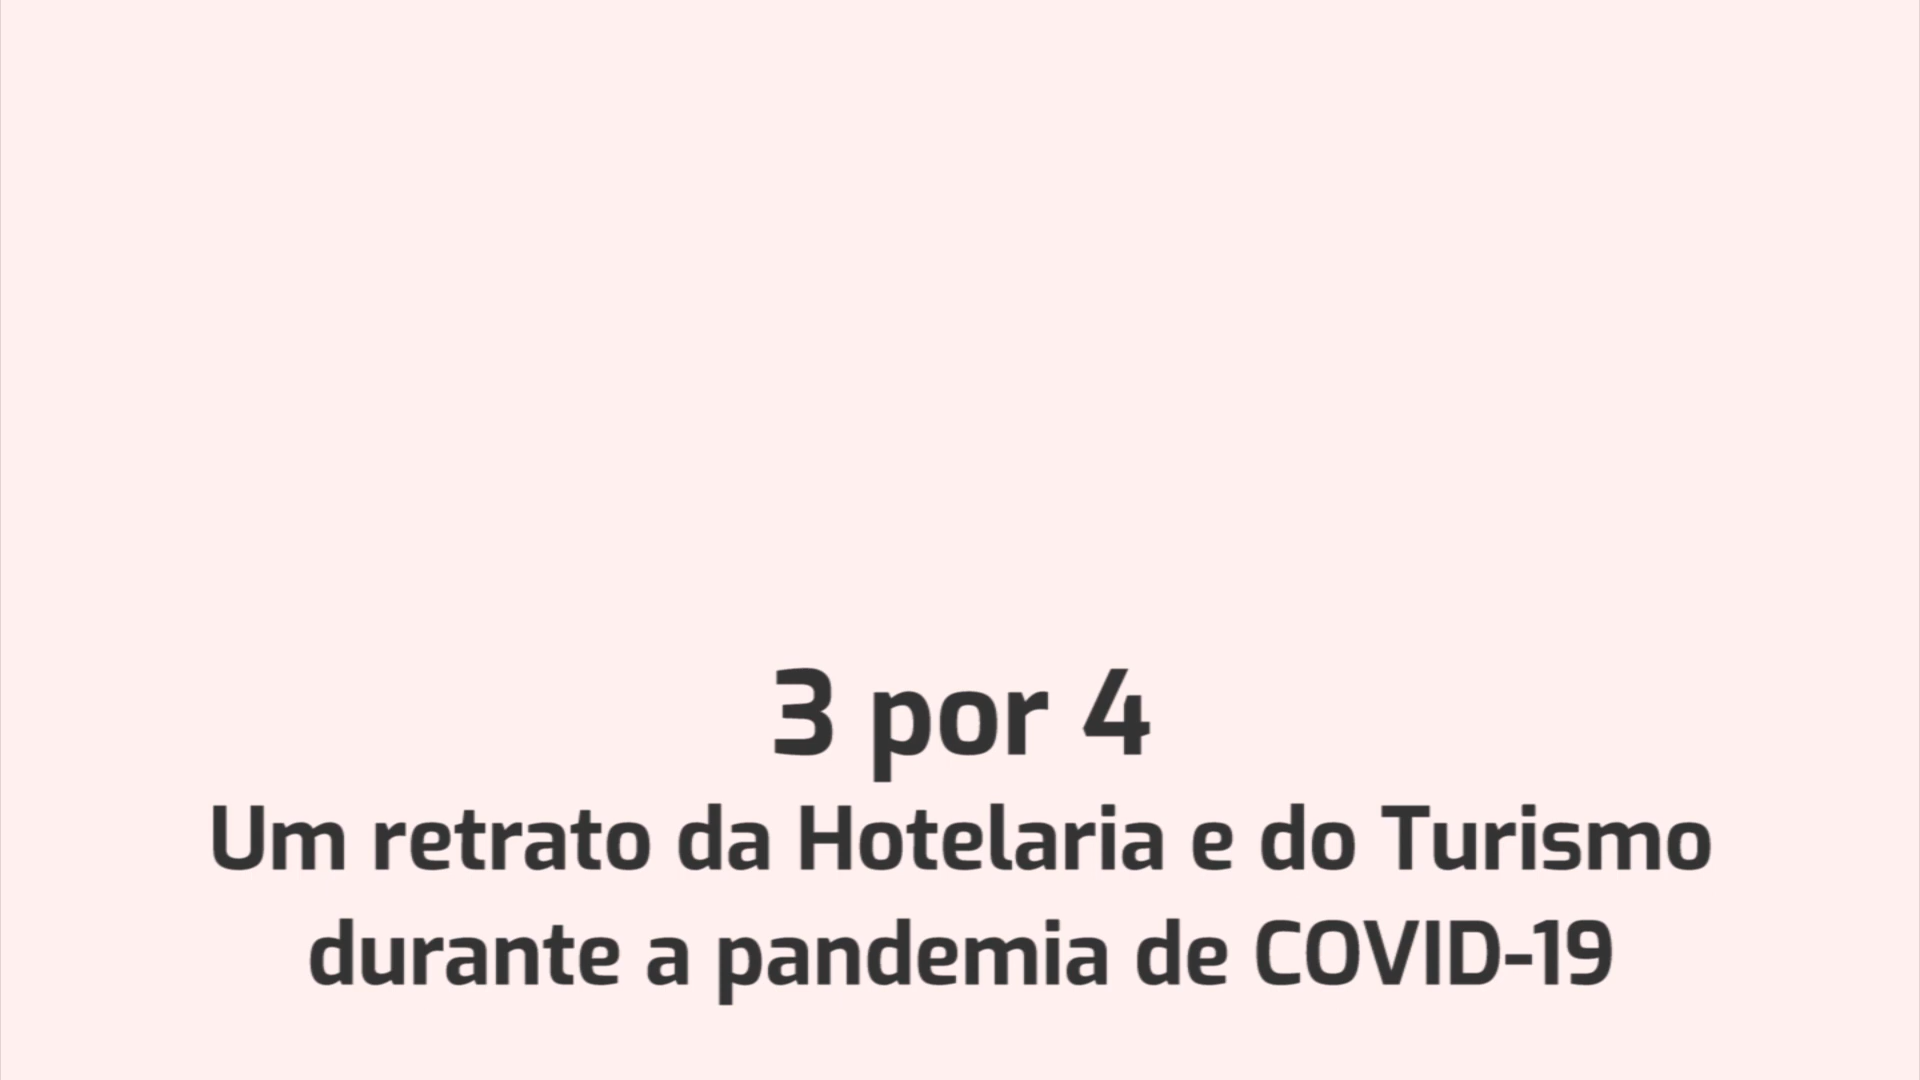 3 por 4
Um retrato da Hotelaria e do Turismo
durante a pandemia de COVID-19